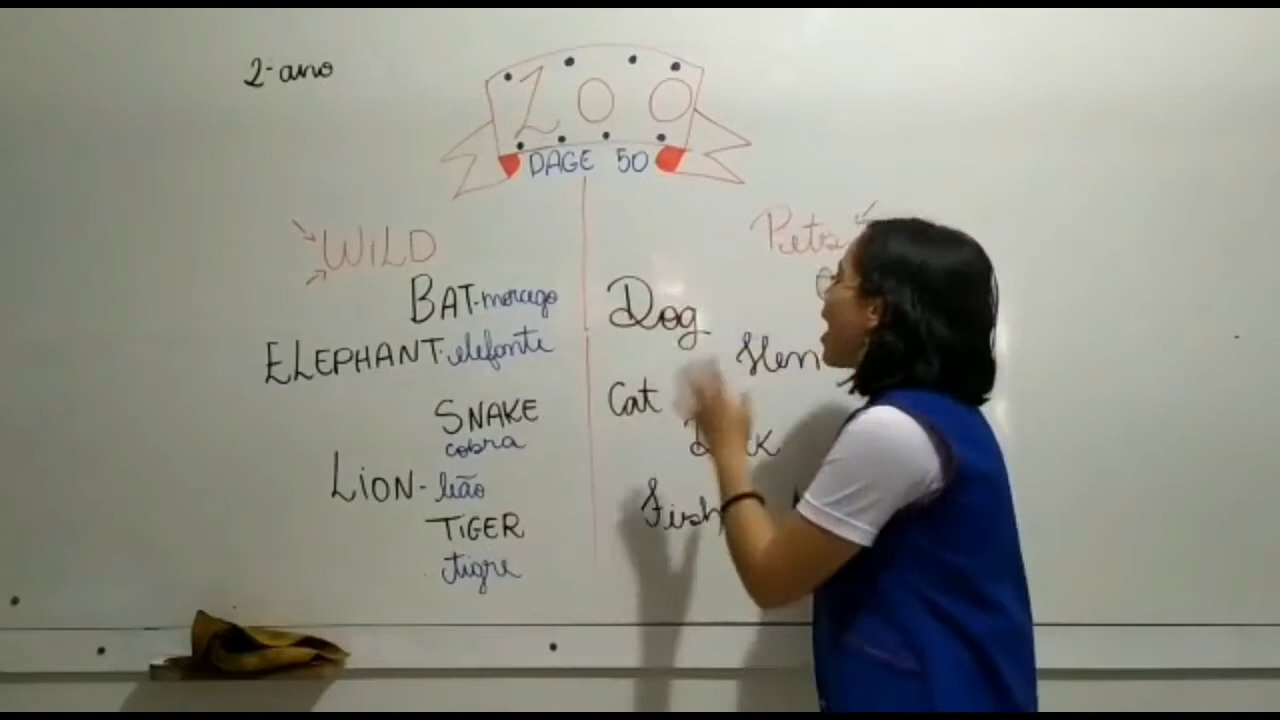 2-ano
ZOO
DAGE 50
WiLD
BAT-morcego
ELEPHANT-elefante
SNAKE
cobra
LiON-leão
TiGER
tigre
Pets
Dog
Hen
Cat
Fish